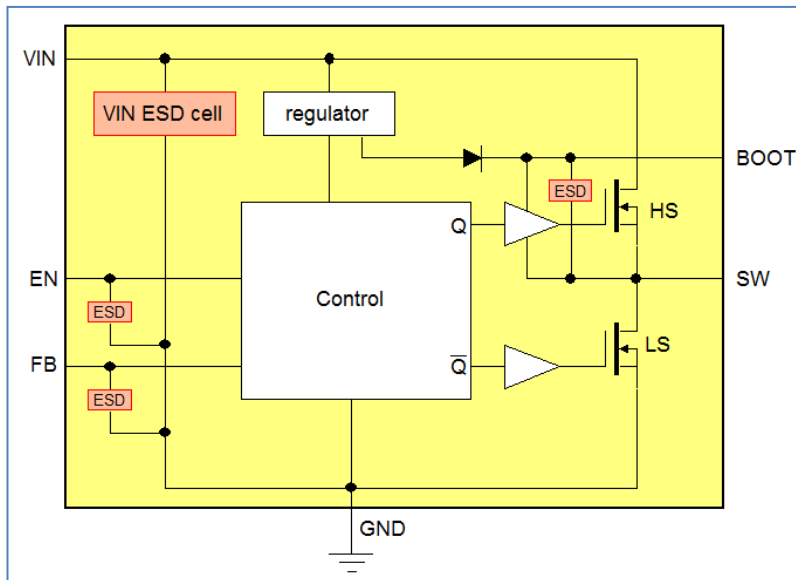 VIN
VIN ESD cell
regulator
BOOT
ESD
Q
HS
EN
SW
Control
ESD
LS
FB
Q̅
ESD
GND